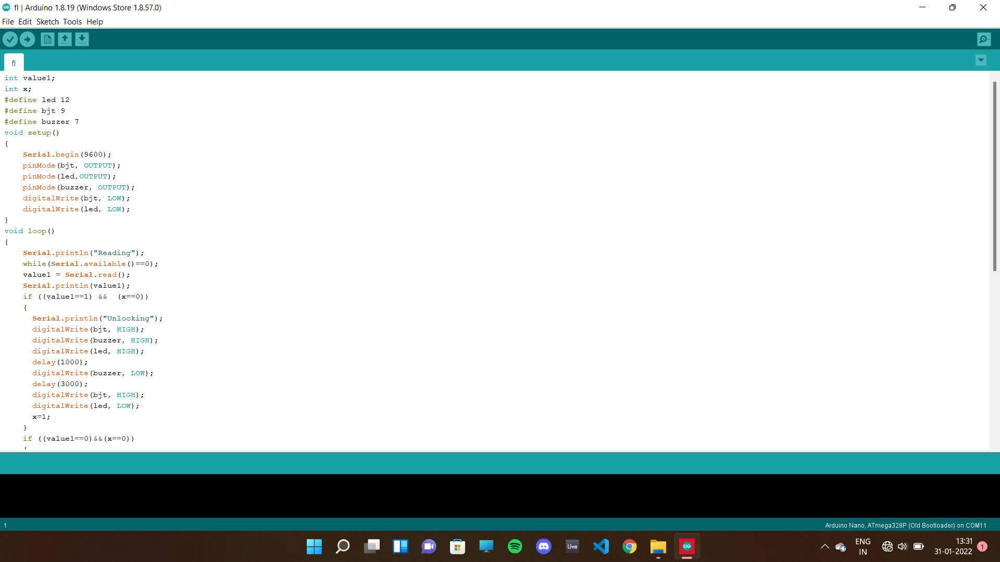 fl | Arduino 1.8.19 (Windows Store 1.8.57.0)
File Edit Sketch Tools Help
fl
int value1;
int x;
#define led 12
#define bjt 9
#define buzzer 7
void setup()
{
    Serial.begin(9600);
    pinMode(bjt, OUTPUT);
    pinMode(led,OUTPUT);
    pinMode(buzzer, OUTPUT);
    digitalWrite(bjt, LOW);
    digitalWrite(led, LOW);
}
void loop()
{
    Serial.println("Reading");
    while(Serial.available()==0);
    value1 = Serial.read();
    Serial.println(value1);
    if ((value1==1) &&  (x==0))
    {
      Serial.println("Unlocking");
      digitalWrite(bjt, HIGH);
      digitalWrite(buzzer, HIGH);
      digitalWrite(led, HIGH);
      delay(1000);
      digitalWrite(buzzer, LOW);
      delay(3000);
      digitalWrite(bjt, HIGH);
      digitalWrite(led, LOW);
      x=1;
    }
    if ((value1==0)&&(x==0))
    {
1
Arduino Nano, ATmega328P (Old Bootloader) on COM11
Live
ENG
IN
13:31
31-01-2022
1